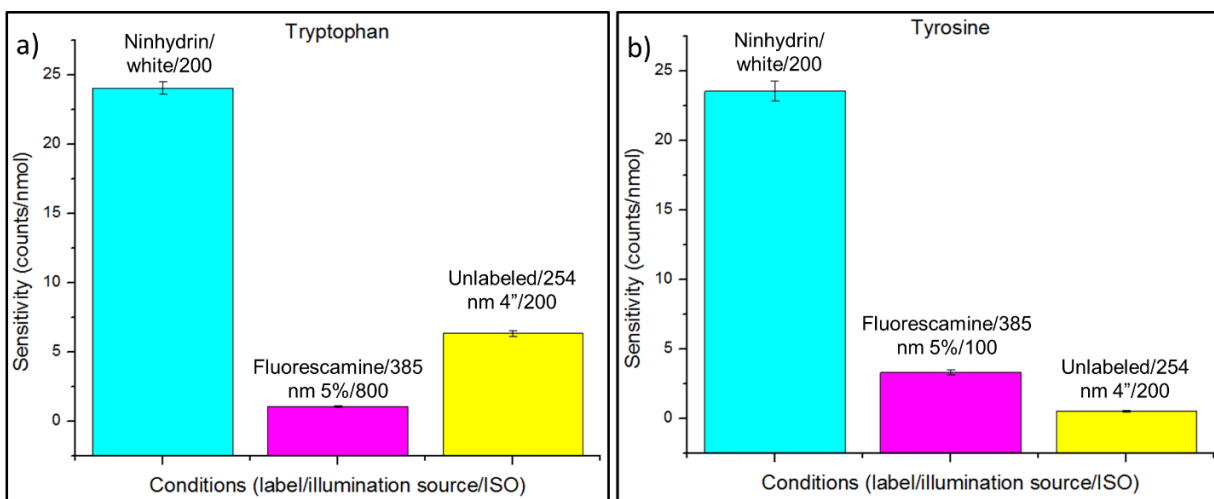 a)
Tryptophan
Ninhydrin/
white/200
25
20
15
10
5
0
Sensitivity (counts/nmol)
Fluorescamine/385
nm 5%/800
Unlabeled/254
nm 4”/200
Conditions (label/illumination source/ISO)
b)
Tyrosine
Ninhydrin/
white/200
25
20
15
10
5
0
Sensitivity (counts/nmol)
Fluorescamine/385
nm 5%/100
Unlabeled/254
nm 4”/200
Conditions (label/illumination source/ISO)